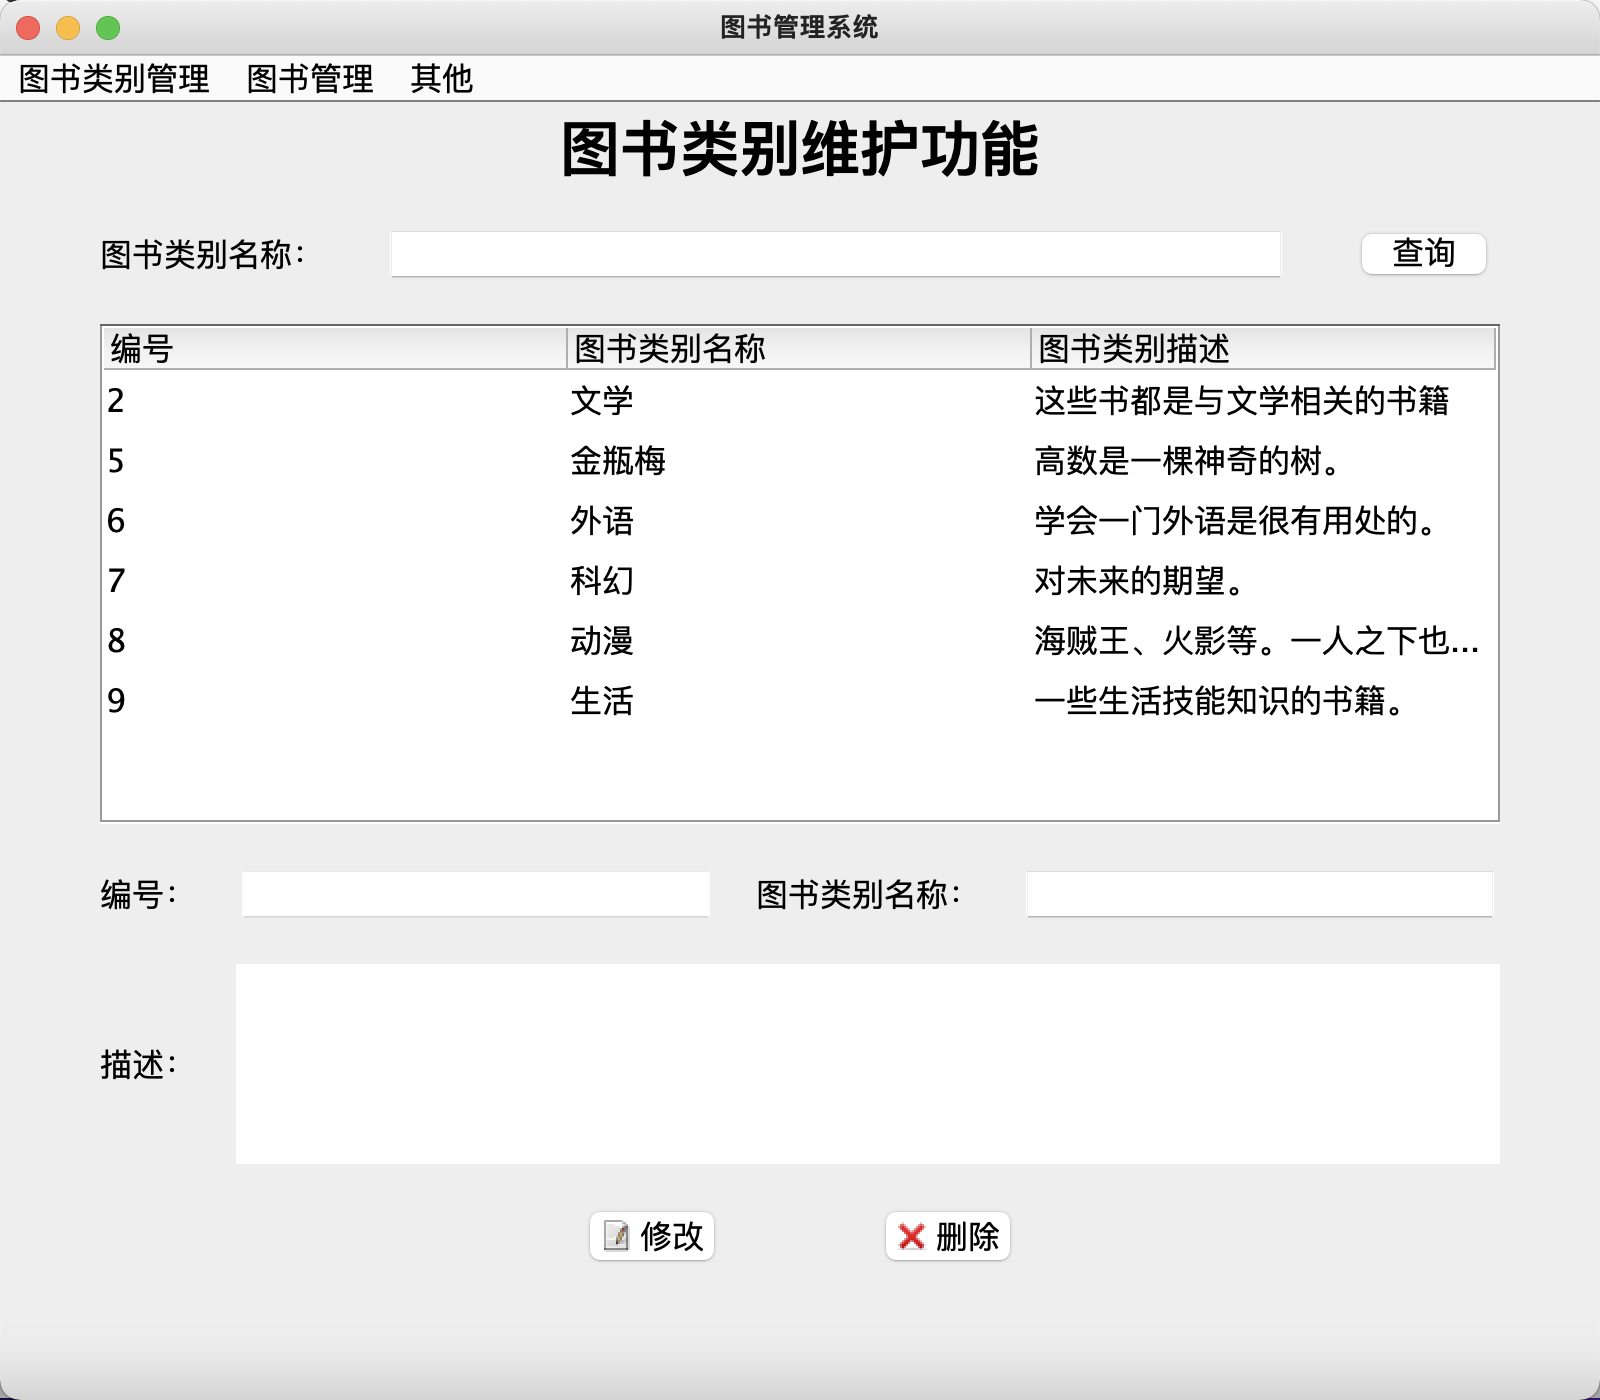 图书管理系统
图书类别管理 图书管理 其他
图书类别维护功能
图书类别名称： 查询
编号 图书类别名称 图书类别描述
2 文学 这些书都是与文学相关的书籍
5 金瓶梅 高数是一棵神奇的树。
6 外语 学会一门外语是很有用处的。
7 科幻 对未来的期望。
8 动漫 海贼王、火影等。一人之下也...
9 生活 一些生活技能知识的书籍。
编号： 图书类别名称：
描述：
修改 删除